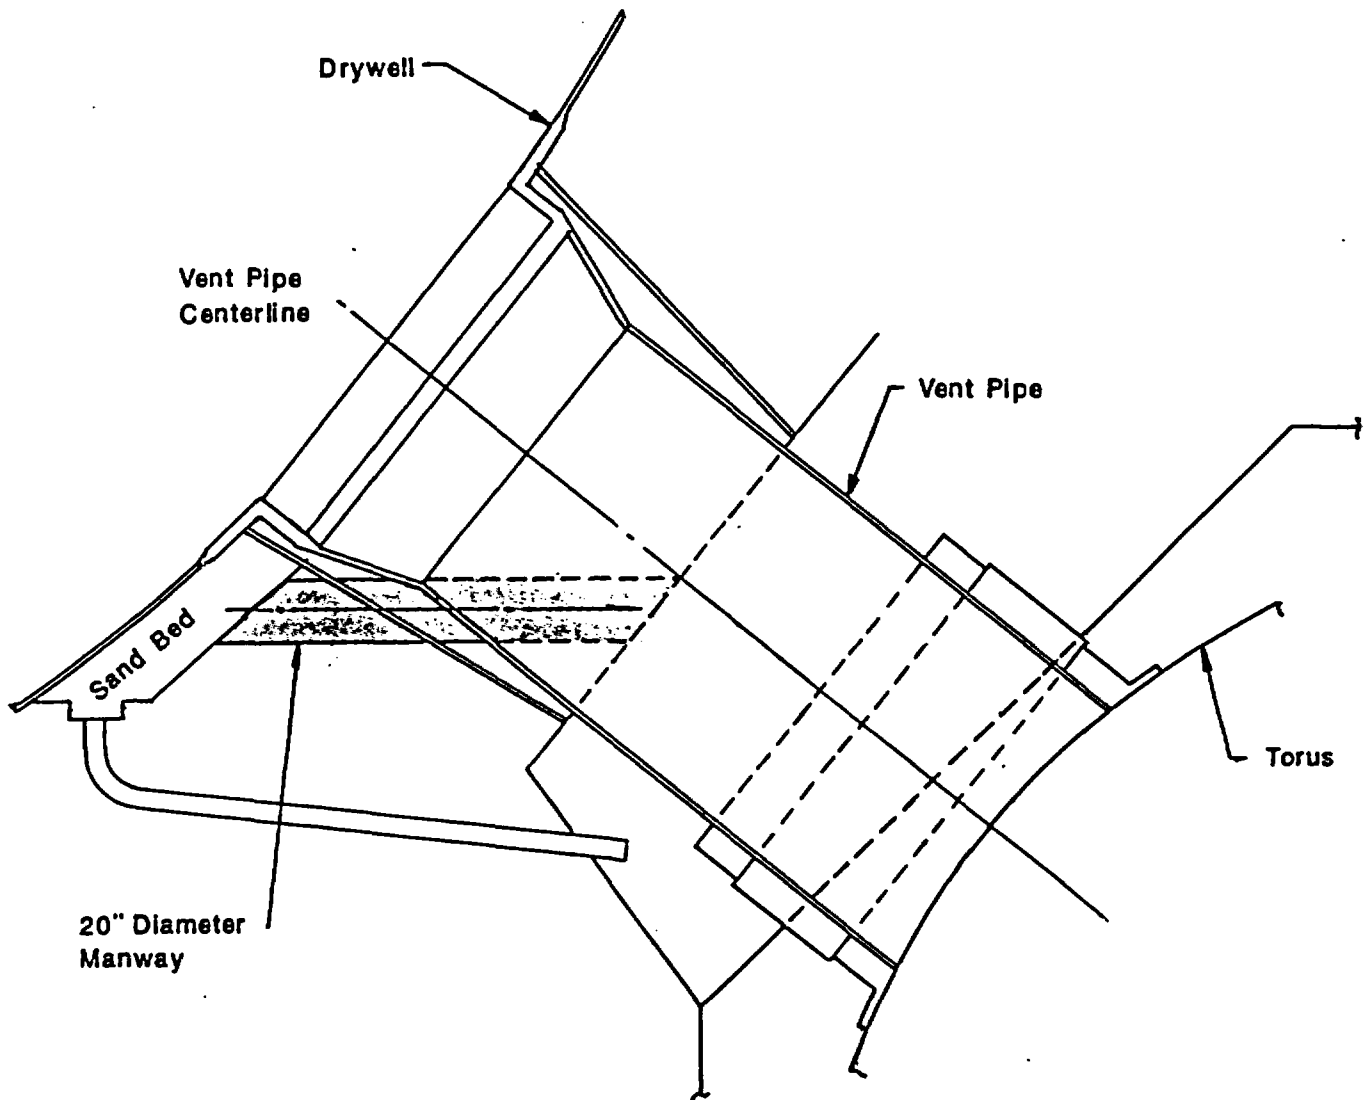 Drywell
Vent Pipe
Centerline
Vent Pipe
Sand Bed
Torus
20" Diameter
Manway